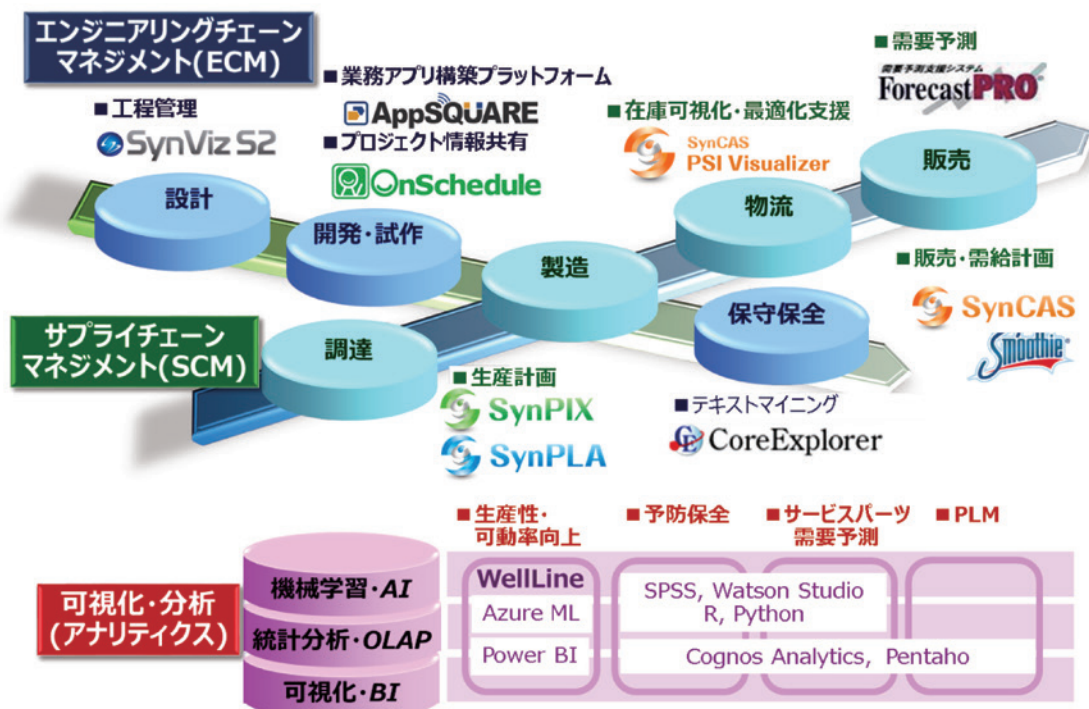 エンジニアリングチェーン
マネジメント(ECM)
■工程管理
SynViz S2
■業務アプリ構築プラットフォーム
AppSQUARE
■プロジェクト情報共有
OnSchedule
■在庫可視化・最適化支援
SynCAS
PSI Visualizer
■需要予測
需要予測支援システム
ForecastPRO
設計
開発・試作
製造
物流
販売
■販売・需給計画
SynCAS
Smoothie
サプライチェーン
マネジメント(SCM)
調達
保守保全
■生産計画
SynPIX
SynPLA
■テキストマイニング
CoreExplorer
■生産性・
可動率向上
■予防保全
■サービスパーツ
需要予測
■PLM
可視化・分析
(アナリティクス)
機械学習・AI
統計分析・OLAP
可視化・BI
WellLine
Azure ML
Power BI
SPSS, Watson Studio
R, Python
Cognos Analytics, Pentaho